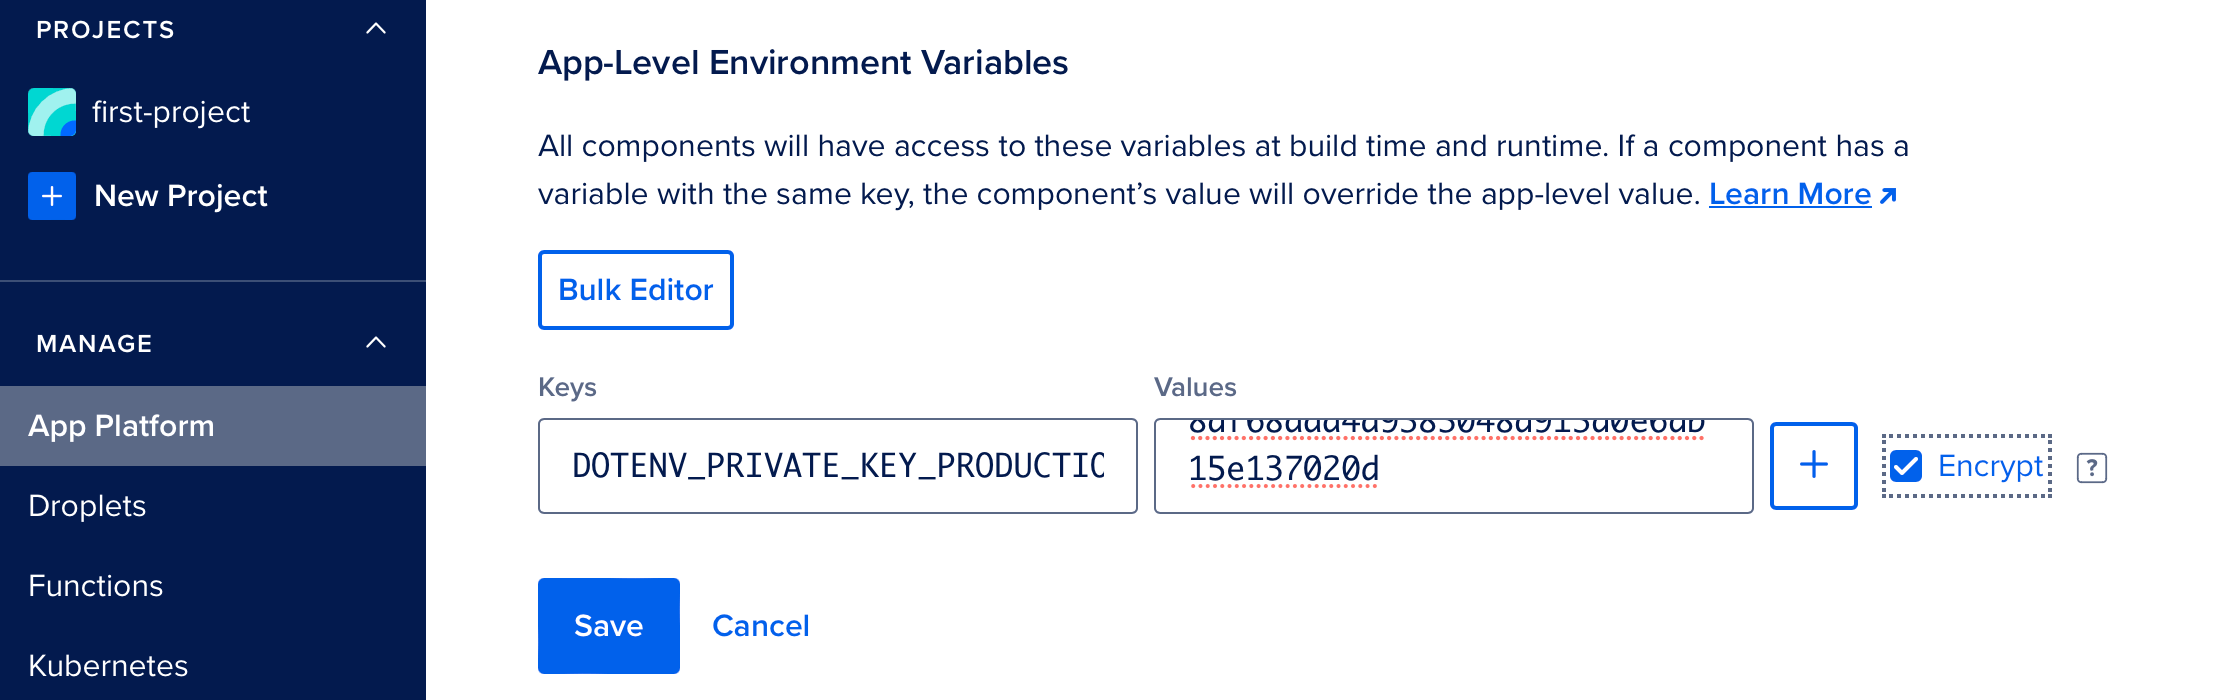 PROJECTS
first-project
New Project
MANAGE
App Platform
Droplets
Functions
Kubernetes
App-Level Environment Variables
All components will have access to these variables at build time and runtime. If a component has a
variable with the same key, the component’s value will override the app-level value. Learn More
Bulk Editor
Keys
Values
DOTENV_PRIVATE_KEY_PRODUCTIO
15e137020d
Encrypt
?
Save
Cancel